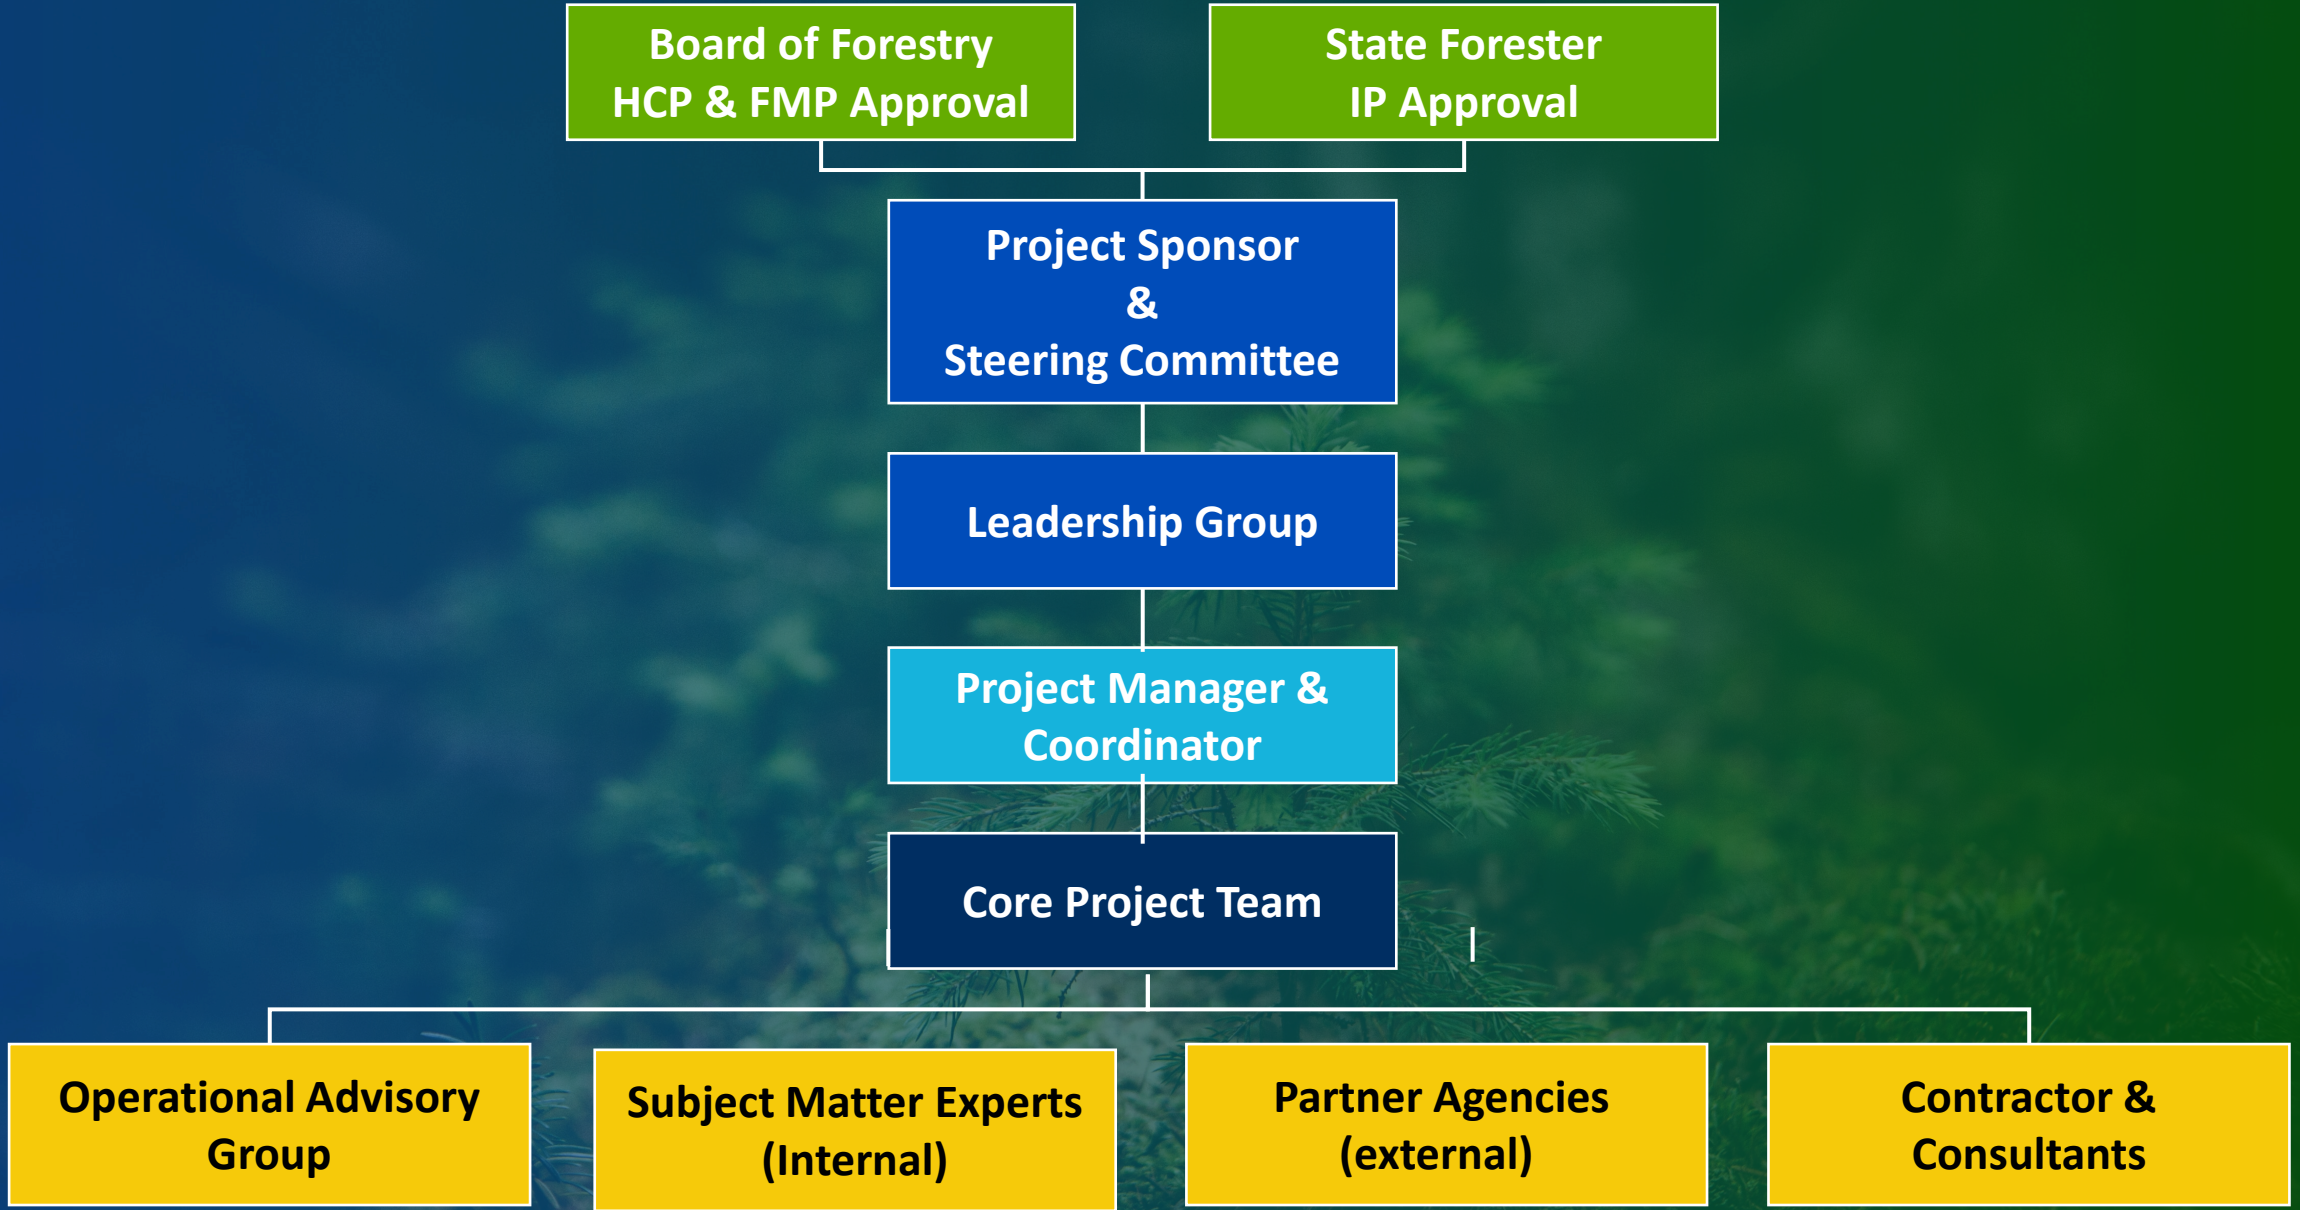 Board of Forestry
HCP & FMP Approval
State Forester
IP Approval
Project Sponsor
&
Steering Committee
Leadership Group
Project Manager &
Coordinator
Core Project Team
Operational Advisory
Group
Subject Matter Experts
(Internal)
Partner Agencies
(external)
Contractor &
Consultants